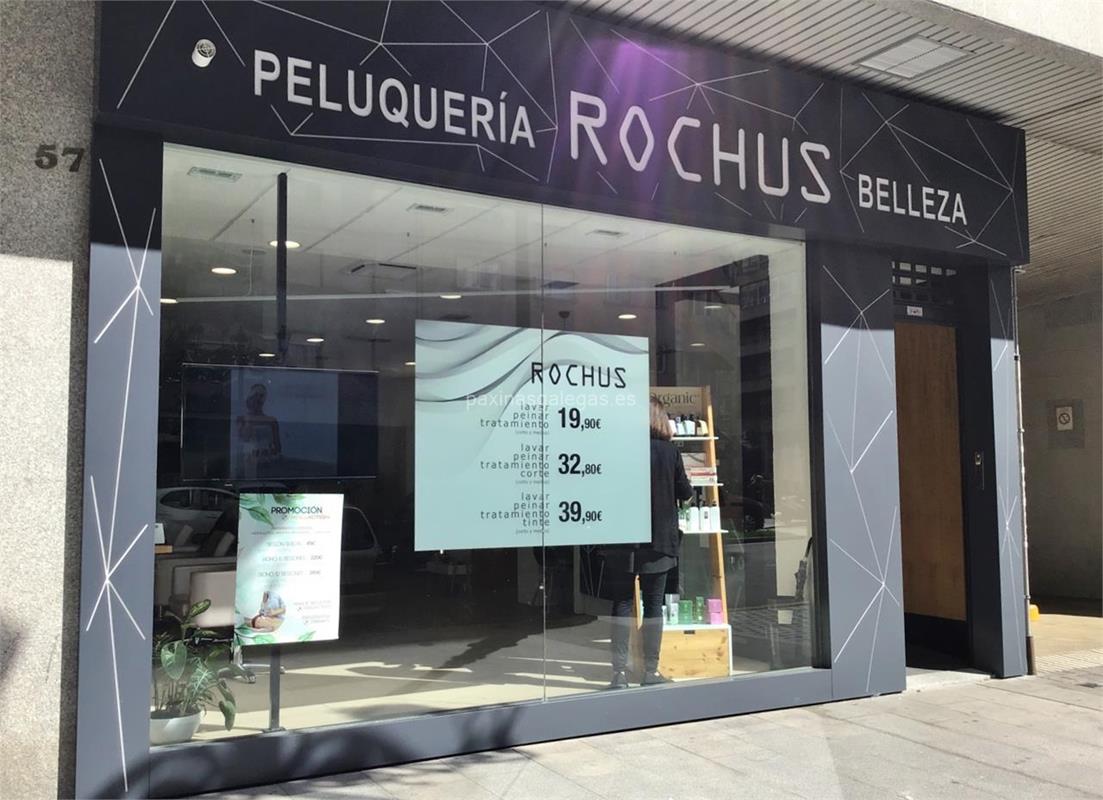 PELUQUERÍA ROCHUS BELLEZA
57
ROCHUS
paxinasgalegas.es
lavar
peinar
tratamiento
19,90€
lavar
peinar
tratamiento
corte
32,80€
lavar
peinar
tratamiento
tinte
39,90€
Organic
PROMOCIÓN